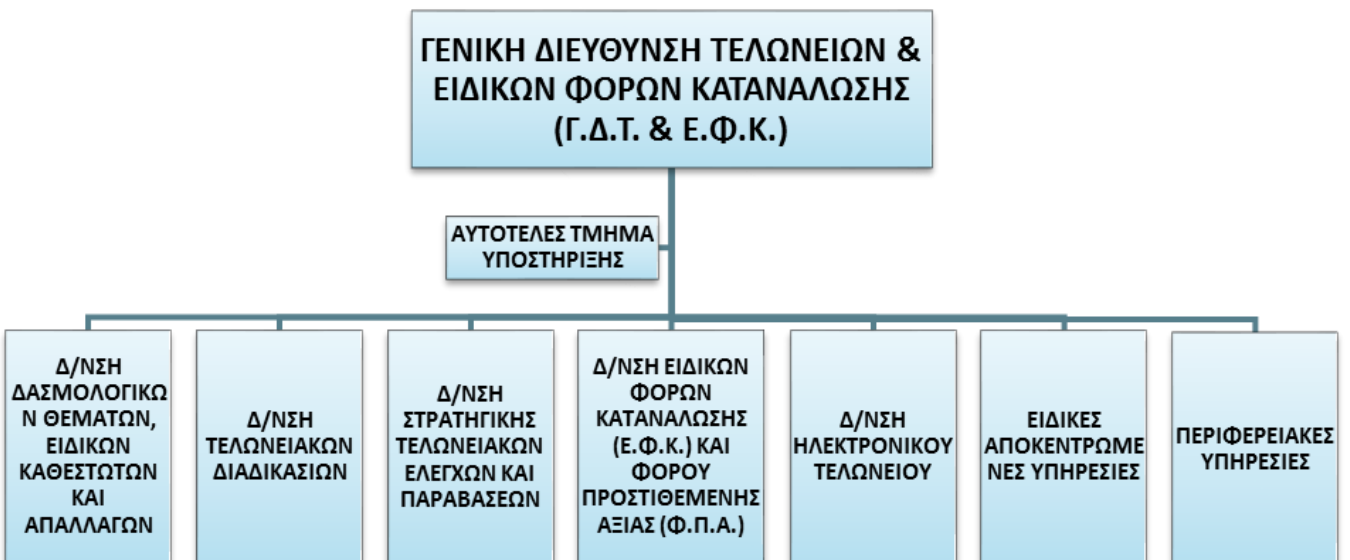 ΓΕΝΙΚΗ ΔΙΕΥΘΥΝΣΗ ΤΕΛΩΝΕΙΩΝ &
ΕΙΔΙΚΩΝ ΦΟΡΩΝ ΚΑΤΑΝΑΛΩΣΗΣ
(Γ.Δ.Τ. & Ε.Φ.Κ.)
ΑΥΤΟΤΕΛΕΣ ΤΜΗΜΑ
ΥΠΟΣΤΗΡΙΞΗΣ
Δ/ΝΣΗ
ΔΑΣΜΟΛΟΓΙΚΩ
Ν ΘΕΜΑΤΩΝ,
ΕΙΔΙΚΩΝ
ΚΑΘΕΣΤΩΤΩΝ
ΚΑΙ
ΑΠΑΛΛΑΓΩΝ
Δ/ΝΣΗ
ΤΕΛΩΝΕΙΑΚΩΝ
ΔΙΑΔΙΚΑΣΙΩΝ
Δ/ΝΣΗ
ΣΤΡΑΤΗΓΙΚΗΣ
ΤΕΛΩΝΕΙΑΚΩΝ
ΕΛΕΓΧΩΝ ΚΑΙ
ΠΑΡΑΒΑΣΕΩΝ
Δ/ΝΣΗ ΕΙΔΙΚΩΝ
ΦΟΡΩΝ
ΚΑΤΑΝΑΛΩΣΗΣ
(Ε.Φ.Κ.) ΚΑΙ
ΦΟΡΟΥ
ΠΡΟΣΤΙΘΕΜΕΝΗΣ
ΑΞΙΑΣ (Φ.Π.Α.)
Δ/ΝΣΗ
ΗΛΕΚΤΡΟΝΙΚΟΥ
ΤΕΛΩΝΕΙΟΥ
ΕΙΔΙΚΕΣ
ΑΠΟΚΕΝΤΡΩΜΕ
ΝΕΣ ΥΠΗΡΕΣΙΕΣ
ΠΕΡΙΦΕΡΕΙΑΚΕΣ
ΥΠΗΡΕΣΙΕΣ